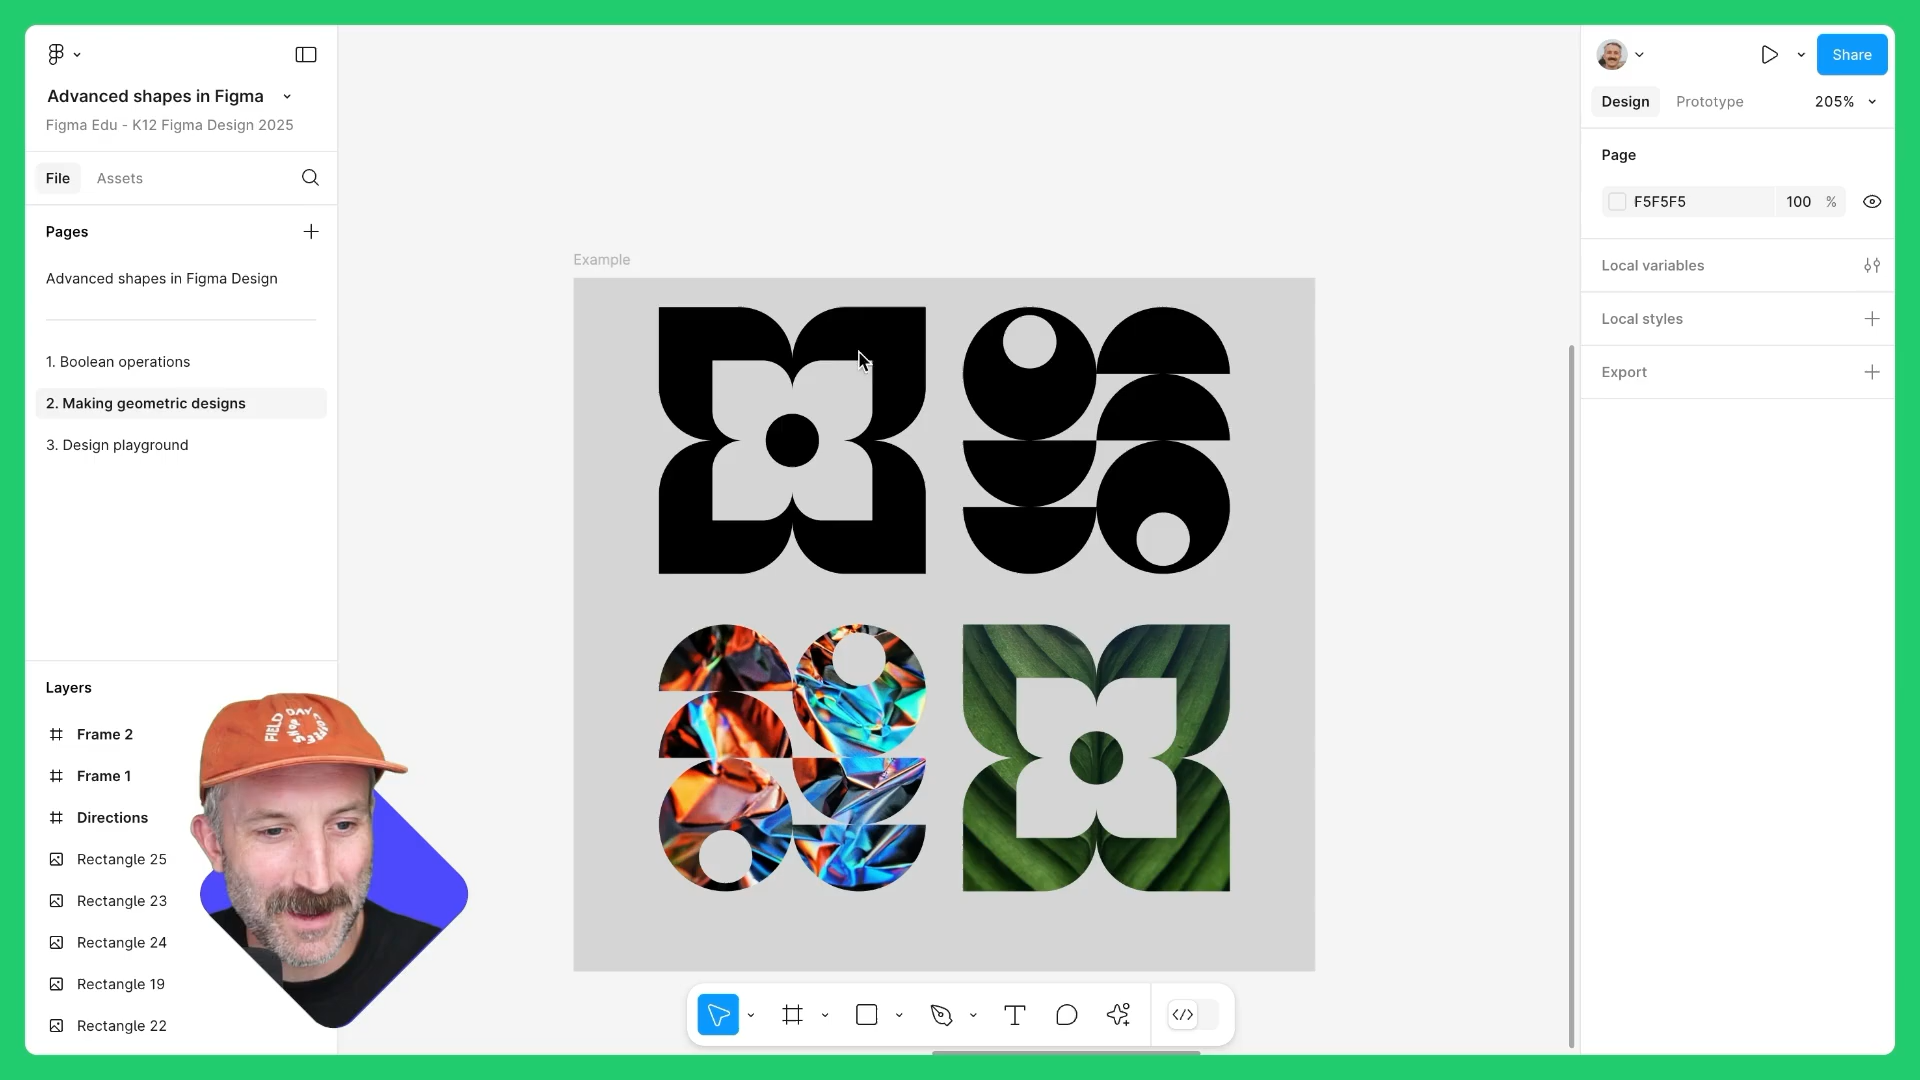 Advanced shapes in Figma
Figma Edu - K12 Figma Design 2025
File
Assets
Pages
Advanced shapes in Figma Design
1. Boolean operations
2. Making geometric designs
3. Design playground
Layers
Frame 2
Frame 1
Directions
Rectangle 25
Rectangle 23
Rectangle 24
Rectangle 19
Rectangle 22
FIELD DAY
Example
Share
Design
Prototype
205%
Page
F5F5F5
100 %
Local variables
Local styles
Export